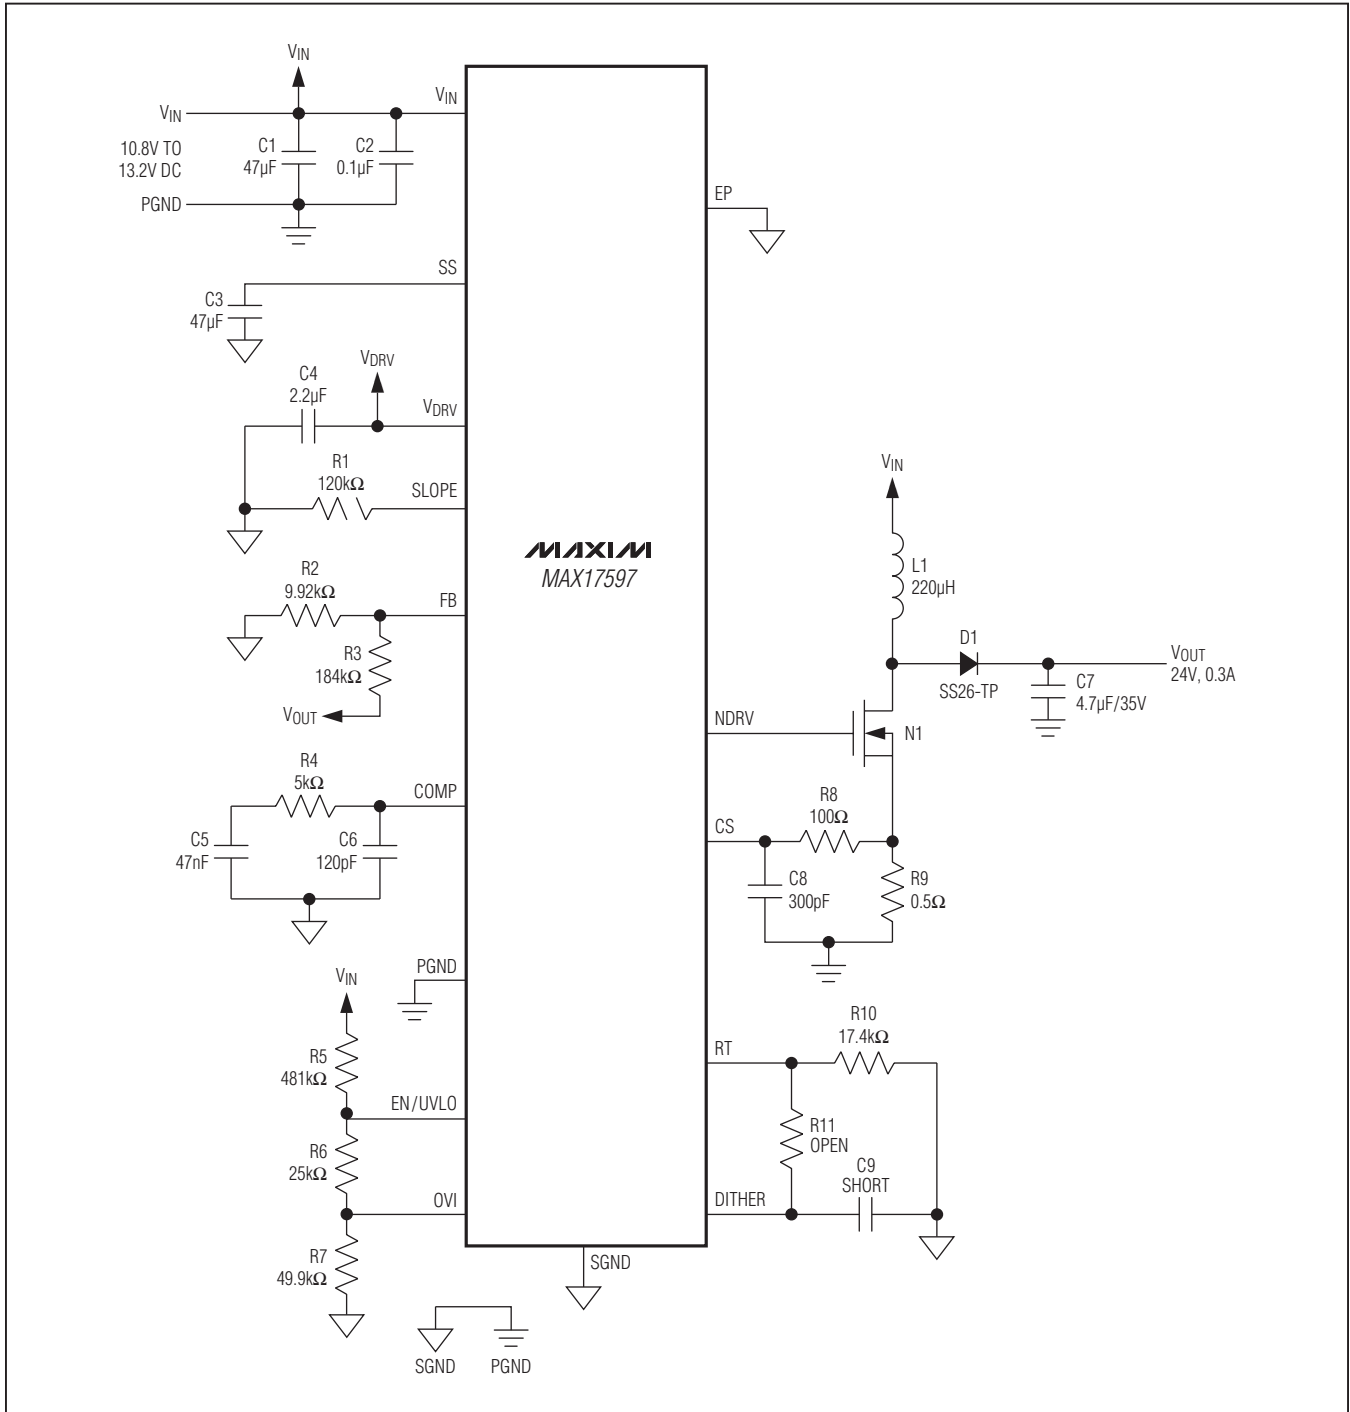 VIN
VIN
VIN
10.8V TO
13.2V DC
C1
47µF
C2
0.1µF
PGND
EP
SS
C3
47µF
VDRV
C4
2.2µF
VDRV
R1
120kΩ
SLOPE
MAXIM
MAX17597
R2
9.92kΩ
FB
R3
184kΩ
VOUT
VIN
L1
220µH
D1
SS26-TP
VOUT
24V, 0.3A
C7
4.7µF/35V
NDRV
N1
R4
5kΩ
COMP
C5
47nF
C6
120pF
CS
R8
100Ω
C8
300pF
R9
0.5Ω
PGND
VIN
R5
481kΩ
EN/UVLO
R6
25kΩ
OVI
R7
49.9kΩ
RT
R10
17.4kΩ
R11
OPEN
C9
SHORT
DITHER
SGND
SGND
PGND